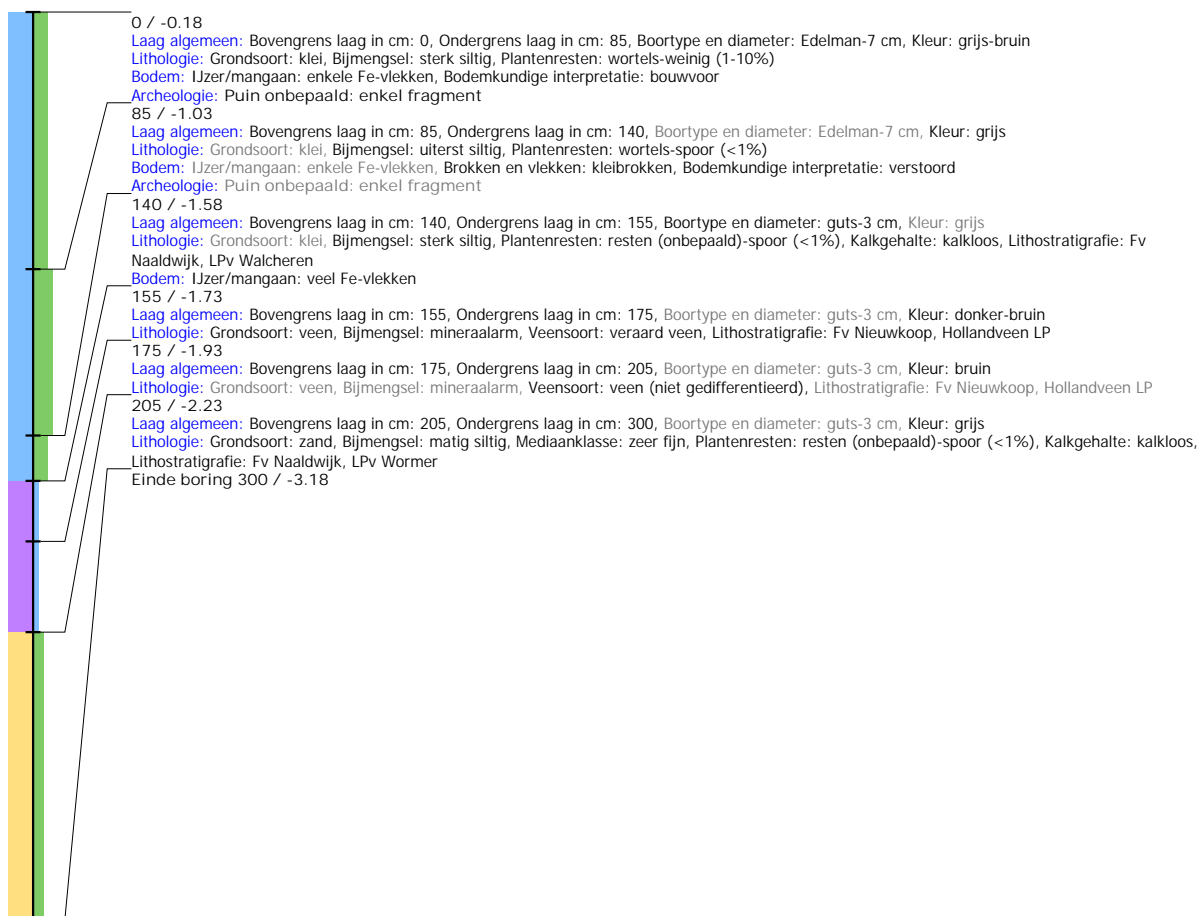 0 / -0.18
Laag algemeen: Bovengrens laag in cm: 0, Ondergrens laag in cm: 85, Boortype en diameter: Edelman-7 cm, Kleur: grijs-bruin
Lithologie: Grondsoort: klei, Bijmengsel: sterk siltig, Plantenresten: wortels-weinig (1-10%)
Bodem: IJzer/mangaan: enkele Fe-vlekken, Bodemkundige interpretatie: bouwvoor
Archeologie: Puin onbepaald: enkel fragment
85 / -1.03
Laag algemeen: Bovengrens laag in cm: 85, Ondergrens laag in cm: 140, Boortype en diameter: Edelman-7 cm, Kleur: grijs
Lithologie: Grondsoort: klei, Bijmengsel: uiterst siltig, Plantenresten: wortels-spoor (<1%)
Bodem: IJzer/mangaan: enkele Fe-vlekken, Brokken en vlekken: kleibrokken, Bodemkundige interpretatie: verstoord
Archeologie: Puin onbepaald: enkel fragment
140 / -1.58
Laag algemeen: Bovengrens laag in cm: 140, Ondergrens laag in cm: 155, Boortype en diameter: guts-3 cm, Kleur: grijs
Lithologie: Grondsoort: klei, Bijmengsel: sterk siltig, Plantenresten: resten (onbepaald)-spoor (<1%), Kalkgehalte: kalkloos, Lithostratigrafie: Fv
Naaldwijk, LPv Walcheren
Bodem: IJzer/mangaan: veel Fe-vlekken
155 / -1.73
Laag algemeen: Bovengrens laag in cm: 155, Ondergrens laag in cm: 175, Boortype en diameter: guts-3 cm, Kleur: donker-bruin
Lithologie: Grondsoort: veen, Bijmengsel: mineraalarm, Veensoort: veraard veen, Lithostratigrafie: Fv Nieuwkoop, Hollandveen LP
175 / -1.93
Laag algemeen: Bovengrens laag in cm: 175, Ondergrens laag in cm: 205, Boortype en diameter: guts-3 cm, Kleur: bruin
Lithologie: Grondsoort: veen, Bijmengsel: mineraalarm, Veensoort: veen (niet gedifferentieerd), Lithostratigrafie: Fv Nieuwkoop, Hollandveen LP
205 / -2.23
Laag algemeen: Bovengrens laag in cm: 205, Ondergrens laag in cm: 300, Boortype en diameter: guts-3 cm, Kleur: grijs
Lithologie: Grondsoort: zand, Bijmengsel: matig siltig, Mediaanklasse: zeer fijn, Plantenresten: resten (onbepaald)-spoor (<1%), Kalkgehalte: kalkloos,
Lithostratigrafie: Fv Naaldwijk, LPv Wormer
Einde boring 300 / -3.18